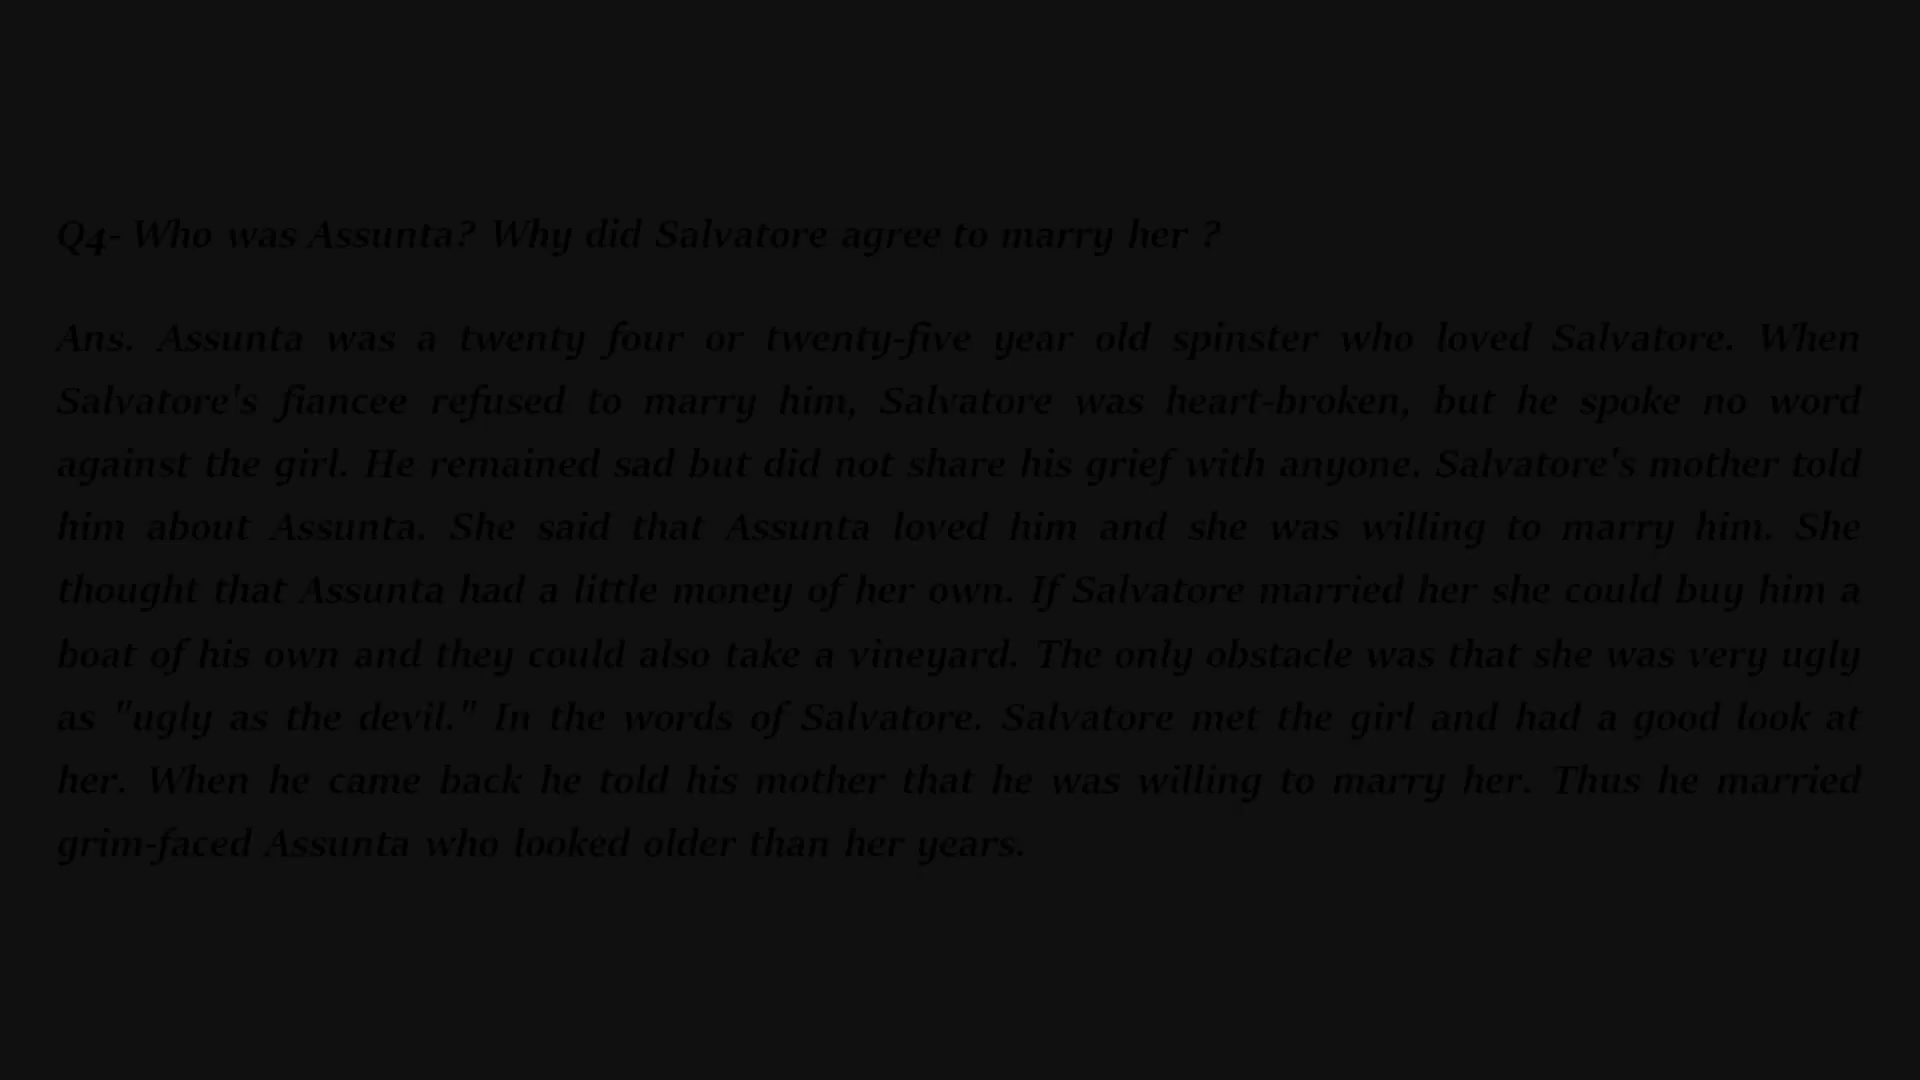 Q4- Who was Assunta? Why did Salvatore agree to marry her ?
Ans. Assunta was a twenty four or twenty-five year old spinster who loved Salvatore. When
Salvatore's fiancee refused to marry him, Salvatore was heart-broken, but he spoke no word
against the girl. He remained sad but did not share his grief with anyone. Salvatore's mother told
him about Assunta. She said that Assunta loved him and she was willing to marry him. She
thought that Assunta had a little money of her own. If Salvatore married her she could buy him a
boat of his own and they could also take a vineyard. The only obstacle was that she was very ugly
as "ugly as the devil." In the words of Salvatore. Salvatore met the girl and had a good look at
her. When he came back he told his mother that he was willing to marry her. Thus he married
grim-faced Assunta who looked older than her years.